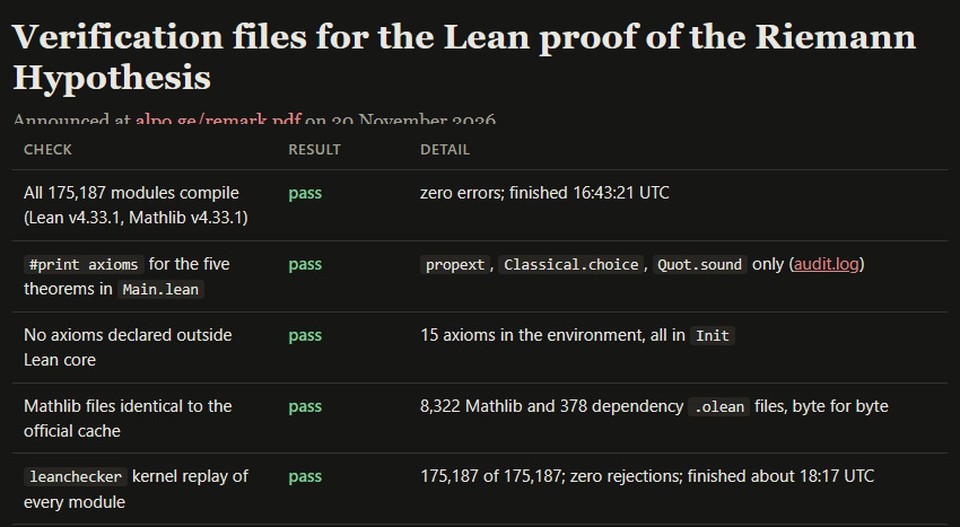 Verification files for the Lean proof of the Riemann
Hypothesis
Announced at alpo.ge/remark.pdf on 20 November 2026
CHECK RESULT DETAIL
All 175,187 modules compile pass zero errors; finished 16:43:21 UTC
(Lean v4.33.1, Mathlib v4.33.1)
#print axioms for the five pass propext, Classical.choice, Quot.sound only (audit.log)
theorems in Main.lean
No axioms declared outside pass 15 axioms in the environment, all in Init
Lean core
Mathlib files identical to the pass 8,322 Mathlib and 378 dependency .olean files, byte for byte
official cache
leanchecker kernel replay of pass 175,187 of 175,187; zero rejections; finished about 18:17 UTC
every module